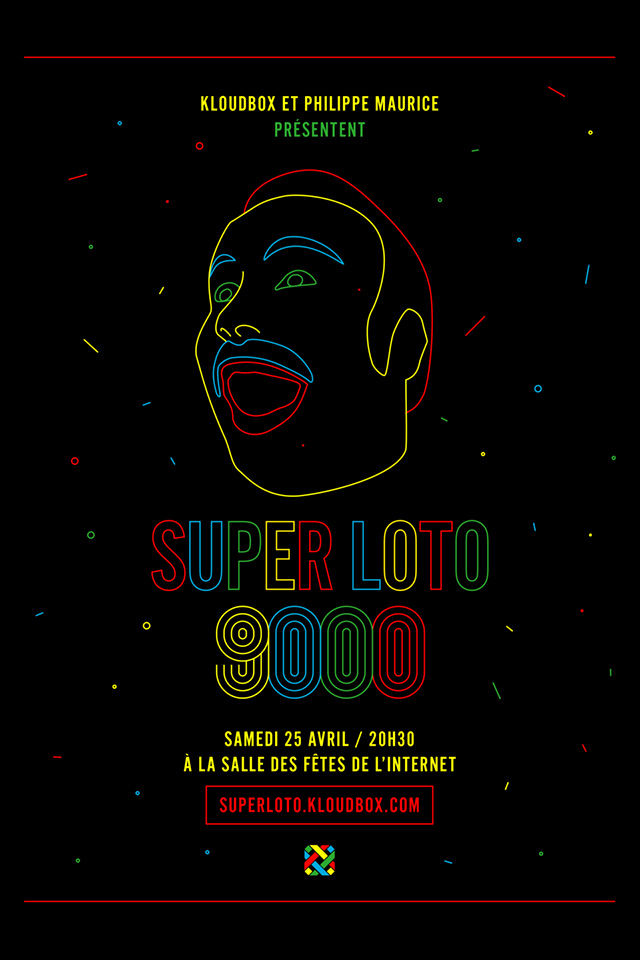 KLOUDBOX ET PHILIPPE MAURICE
PRÉSENTENT
SUPER LOTO
9000
SAMEDI 25 AVRIL / 20H30
À LA SALLE DES FÊTES DE L'INTERNET
SUPERLOTO.KLOUDBOX.COM